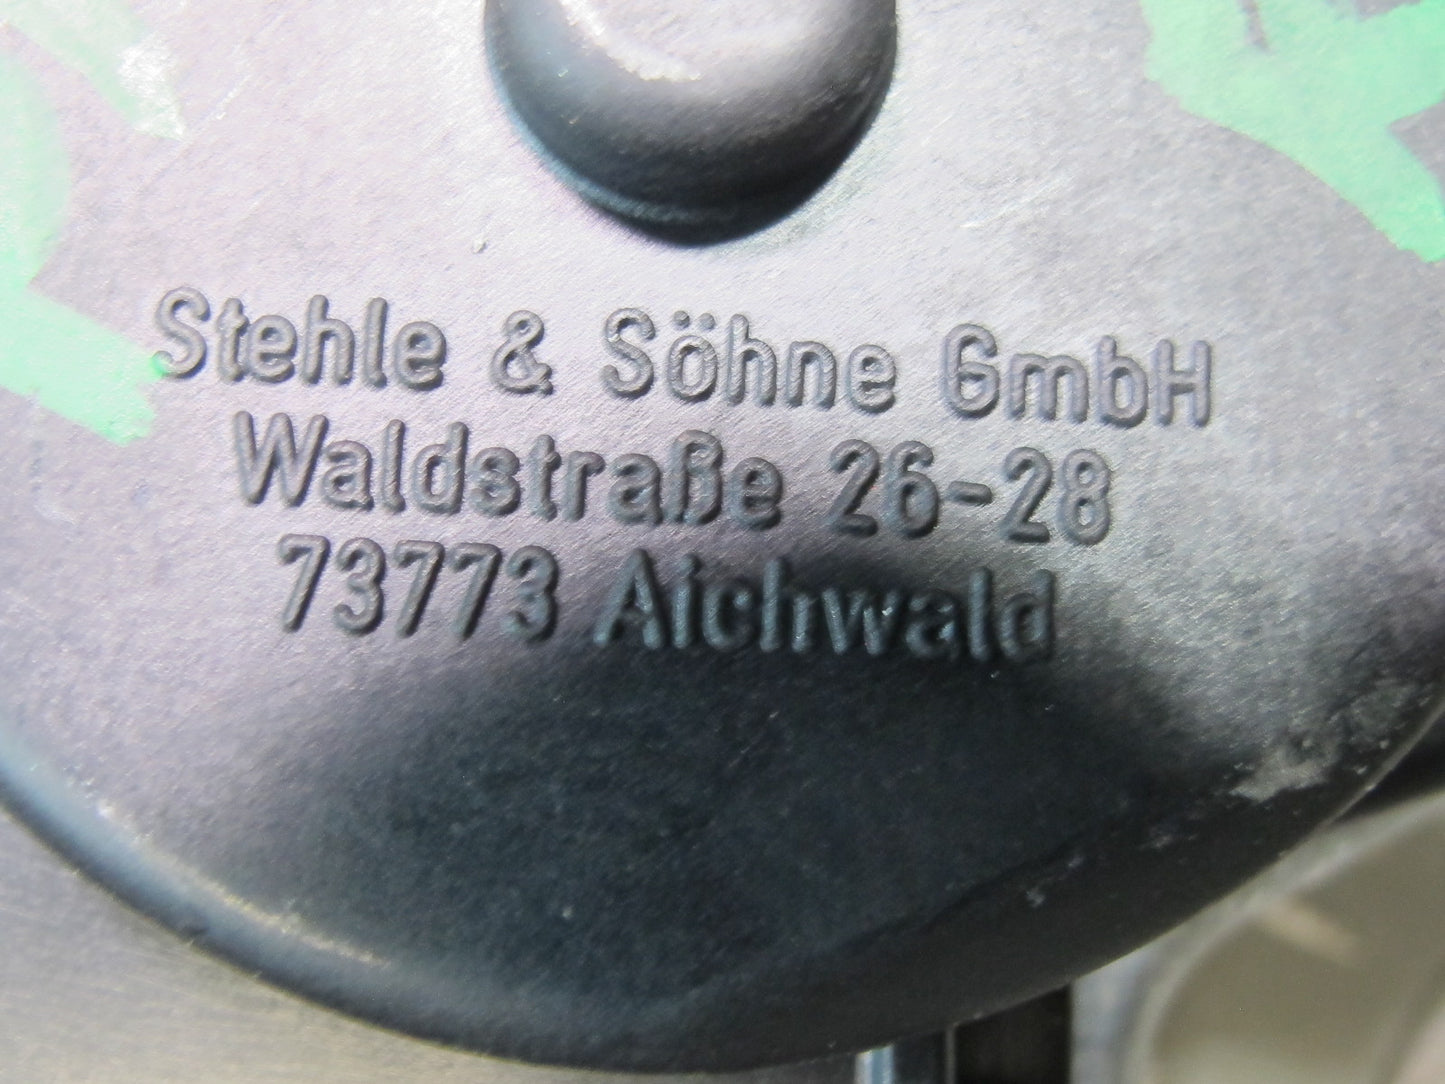 Stehle & Söhne GmbH
Waldstraße 26-28
73773 Aichwald